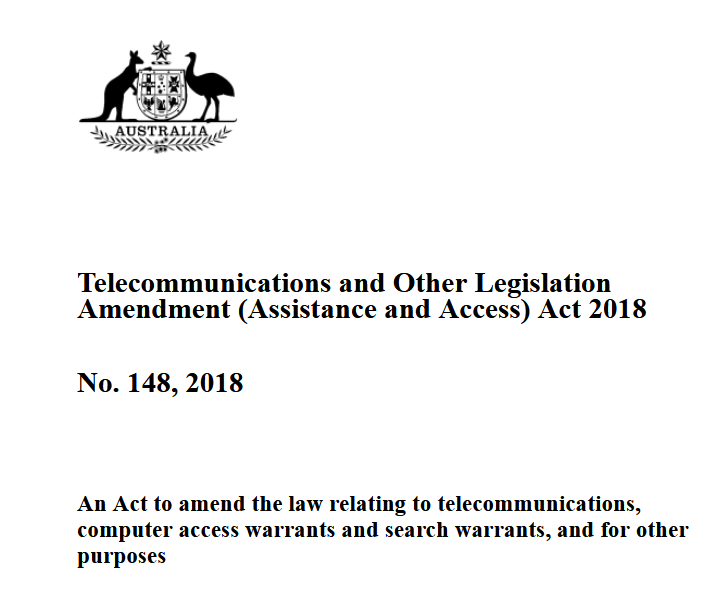 AUSTRALIA
Telecommunications and Other Legislation
Amendment (Assistance and Access) Act 2018
No. 148, 2018
An Act to amend the law relating to telecommunications,
computer access warrants and search warrants, and for other
purposes